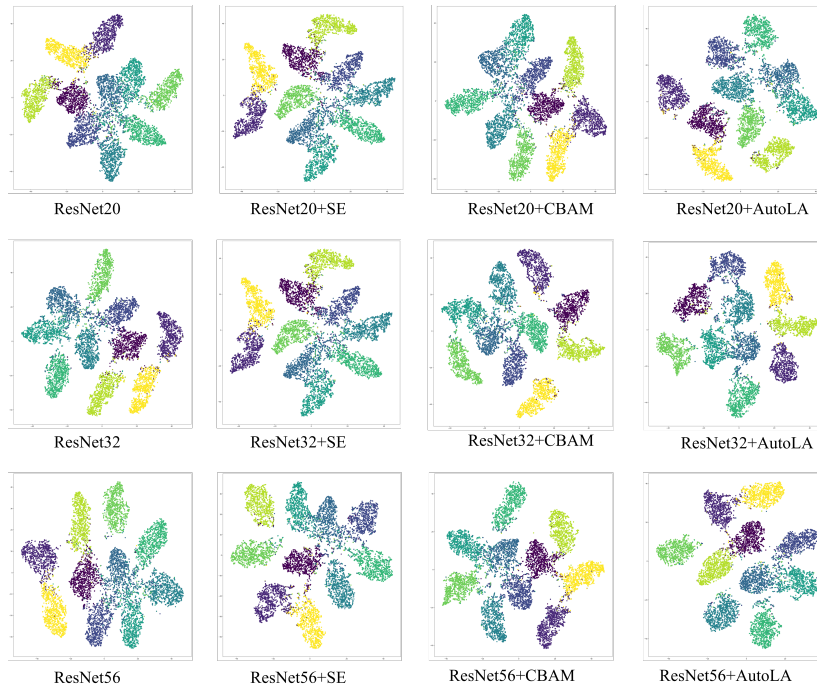 ResNet20
ResNet20+SE
ResNet20+CBAM
ResNet20+AutoLA
ResNet32
ResNet32+SE
ResNet32+CBAM
ResNet32+AutoLA
ResNet56
ResNet56+SE
ResNet56+CBAM
ResNet56+AutoLA